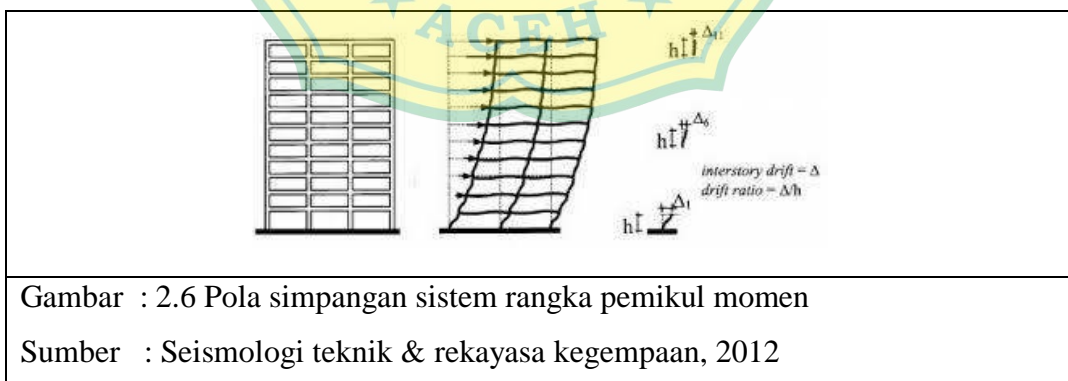 ACEH
h Δ11
h Δ6
interstory drift = Δ
drift ratio = Δ/h
h Δ1
Gambar : 2.6 Pola simpangan sistem rangka pemikul momen
Sumber : Seismologi teknik & rekayasa kegempaan, 2012